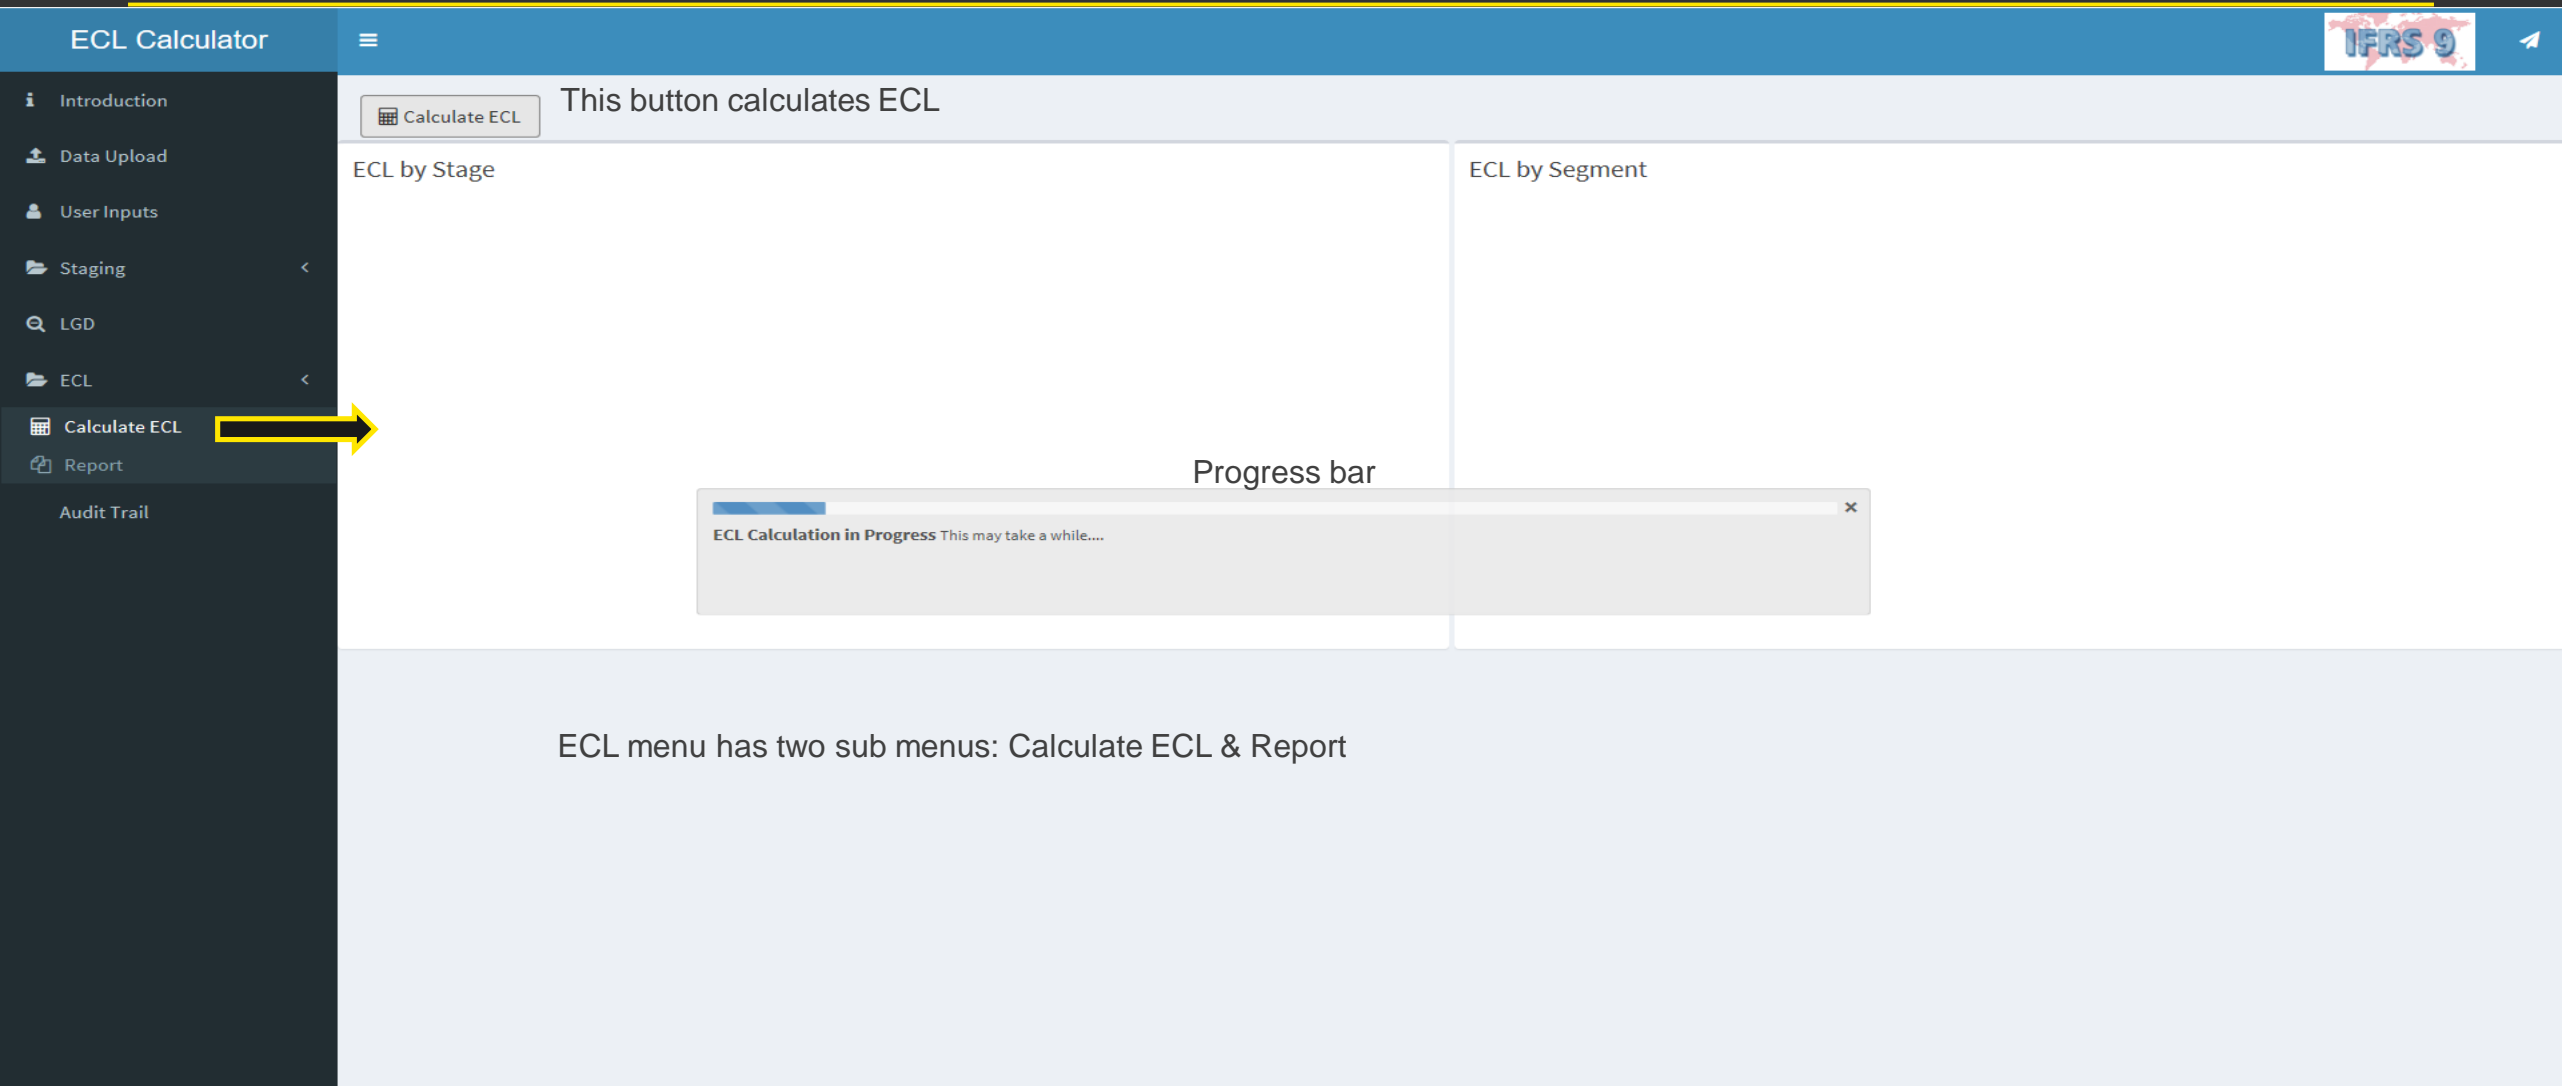 ECL Calculator
IFRS 9
Introduction
Data Upload
User Inputs
Staging
LGD
ECL
Calculate ECL
Report
Audit Trail
Calculate ECL
This button calculates ECL
ECL by Stage
ECL by Segment
Progress bar
ECL Calculation in Progress This may take a while....
ECL menu has two sub menus: Calculate ECL & Report